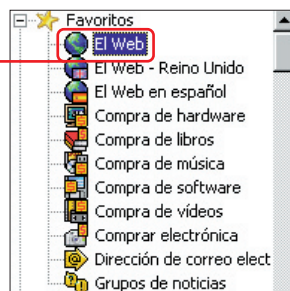 Favoritos
El Web
El Web - Reino Unido
El Web en español
Compra de hardware
Compra de libros
Compra de música
Compra de software
Compra de vídeos
Comprar electrónica
Dirección de correo elect
Grupos de noticias